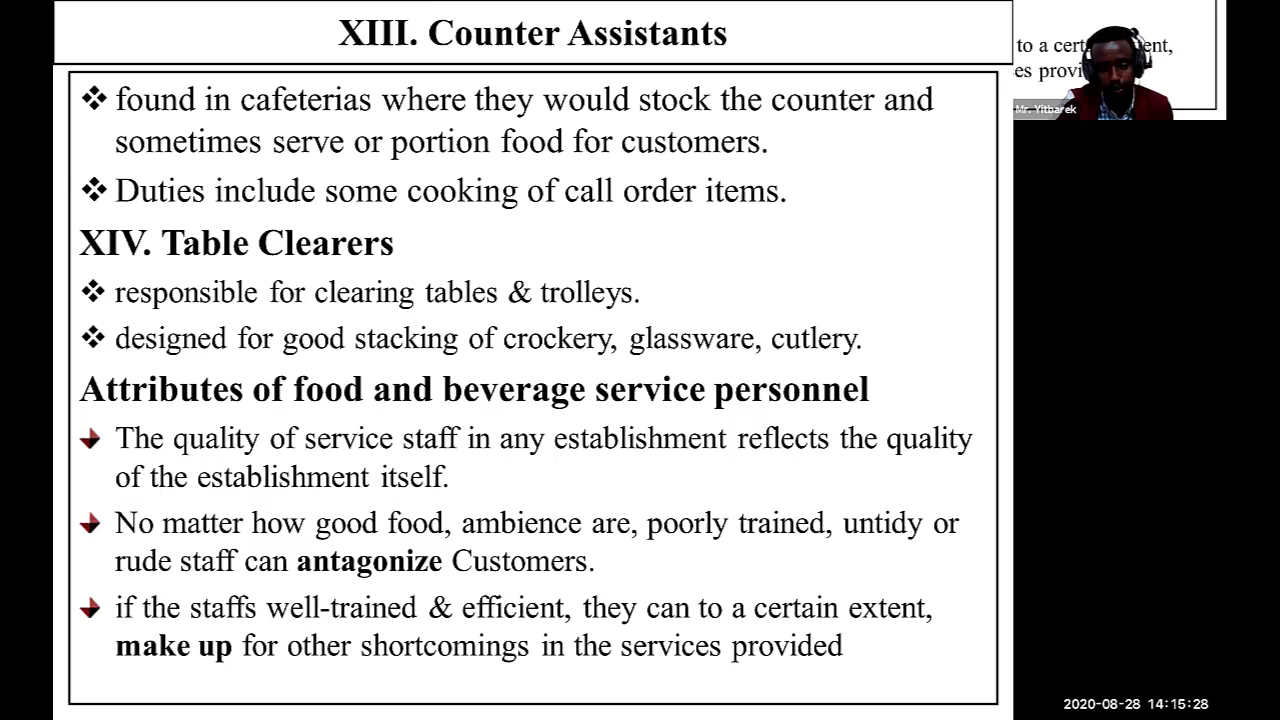 XIII. Counter Assistants
❖ found in cafeterias where they would stock the counter and
sometimes serve or portion food for customers.
❖ Duties include some cooking of call order items.
XIV. Table Clearers
❖ responsible for clearing tables & trolleys.
❖ designed for good stacking of crockery, glassware, cutlery.
Attributes of food and beverage service personnel
The quality of service staff in any establishment reflects the quality
of the establishment itself.
No matter how good food, ambience are, poorly trained, untidy or
rude staff can antagonize Customers.
if the staffs well-trained & efficient, they can to a certain extent,
make up for other shortcomings in the services provided
to a cert ent,
es provi
Mr. Yitbarek
2020-08-28 14:15:28